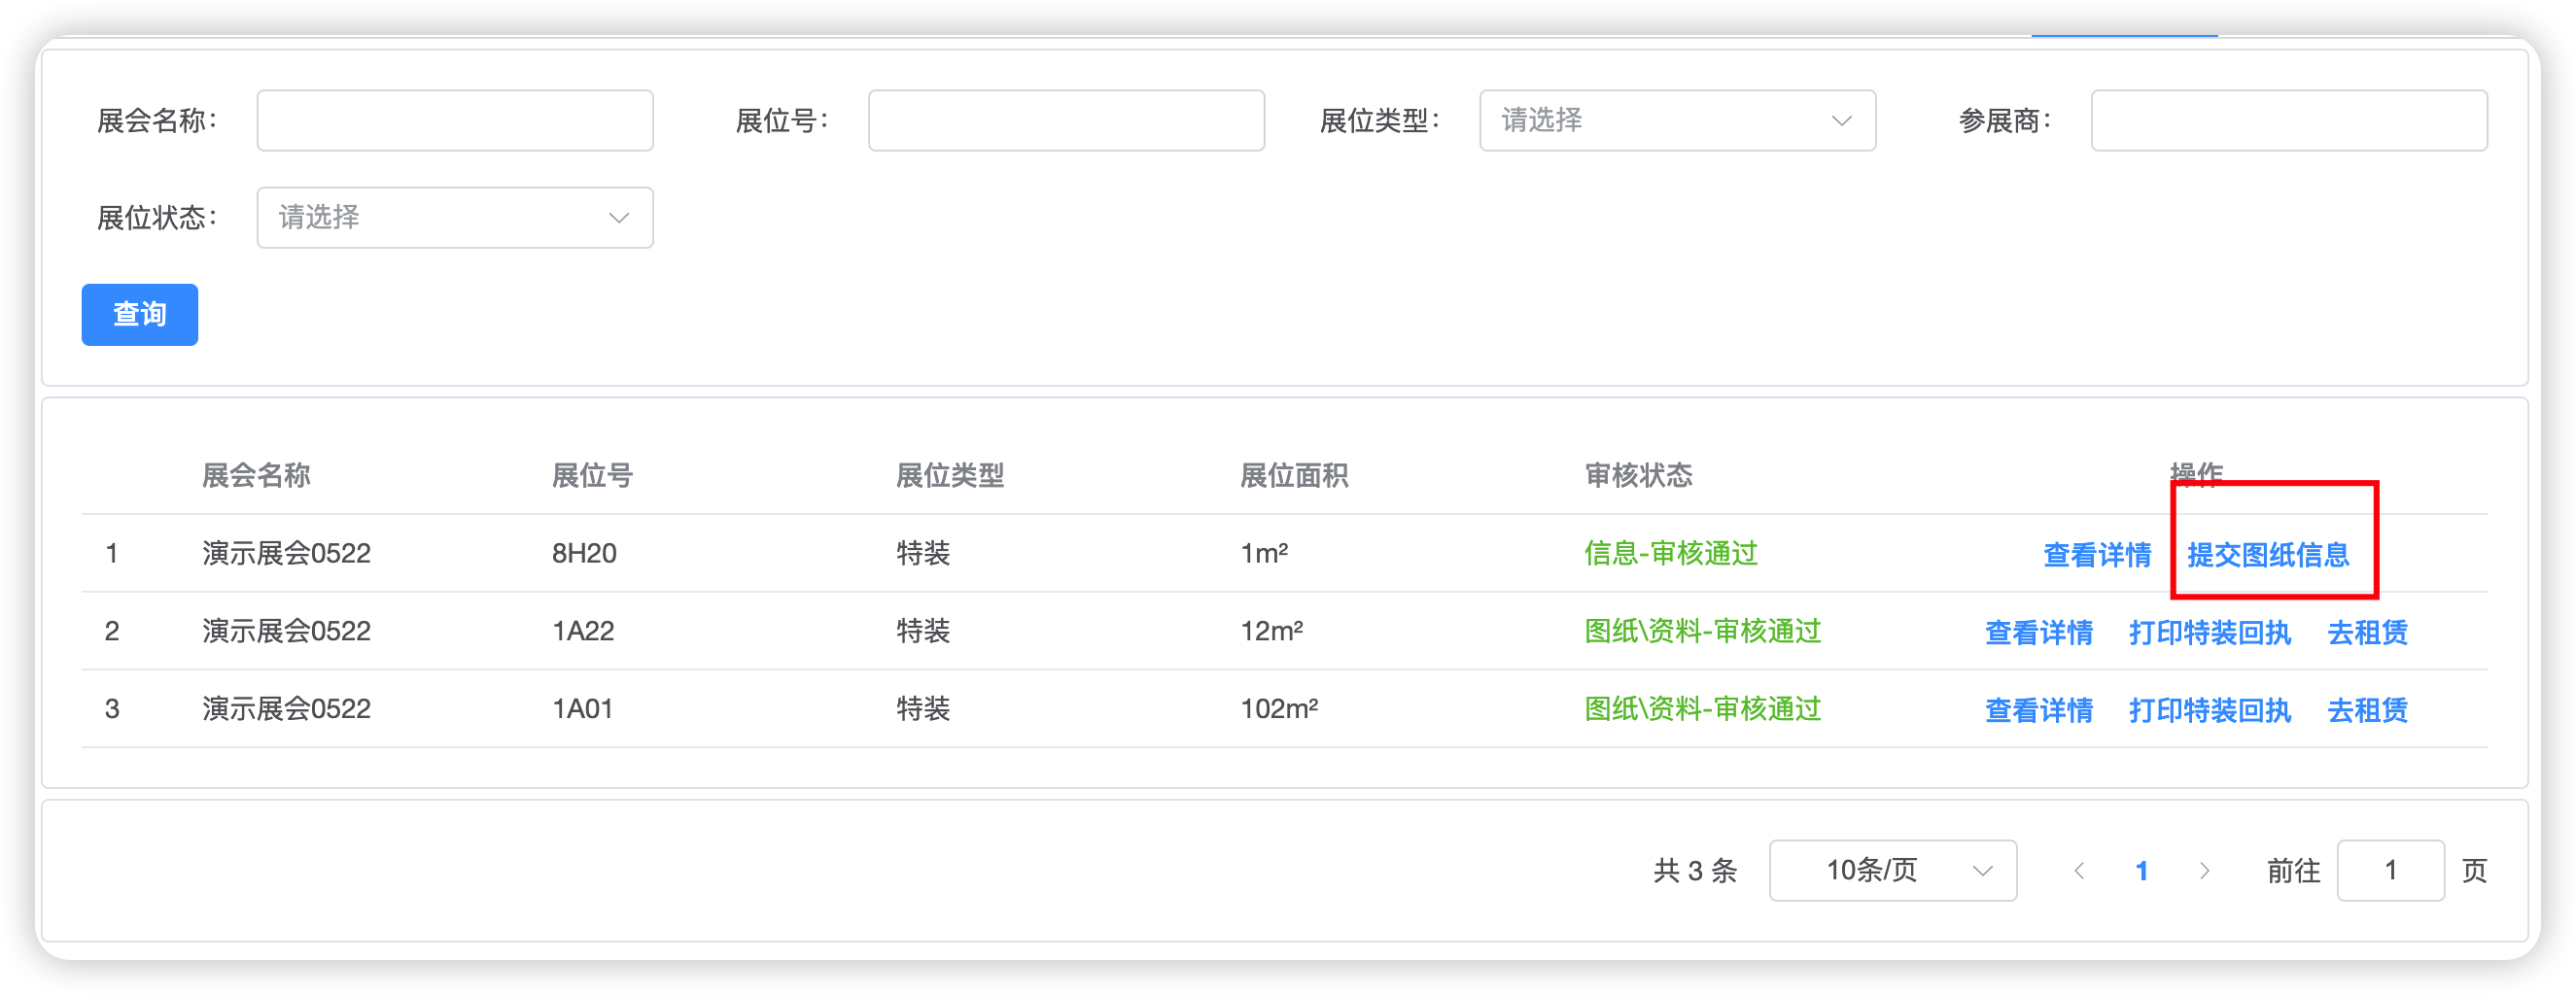 展会名称： 展位号： 展位类型： 请选择 参展商：
展位状态： 请选择
查询
展会名称 展位号 展位类型 展位面积 审核状态 操作
1 演示展会0522 8H20 特装 1m² 信息-审核通过 查看详情 提交图纸信息
2 演示展会0522 1A22 特装 12m² 图纸\资料-审核通过 查看详情 打印特装回执 去租赁
3 演示展会0522 1A01 特装 102m² 图纸\资料-审核通过 查看详情 打印特装回执 去租赁
共 3 条 10条/页 1 前往 1 页